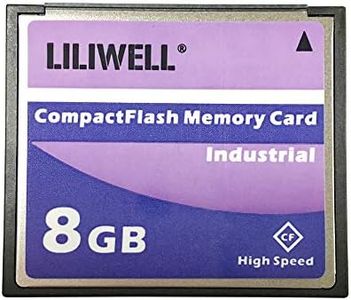 LILIWELL®
CompactFlash Memory Card
Industrial
8GB
CF
High Speed